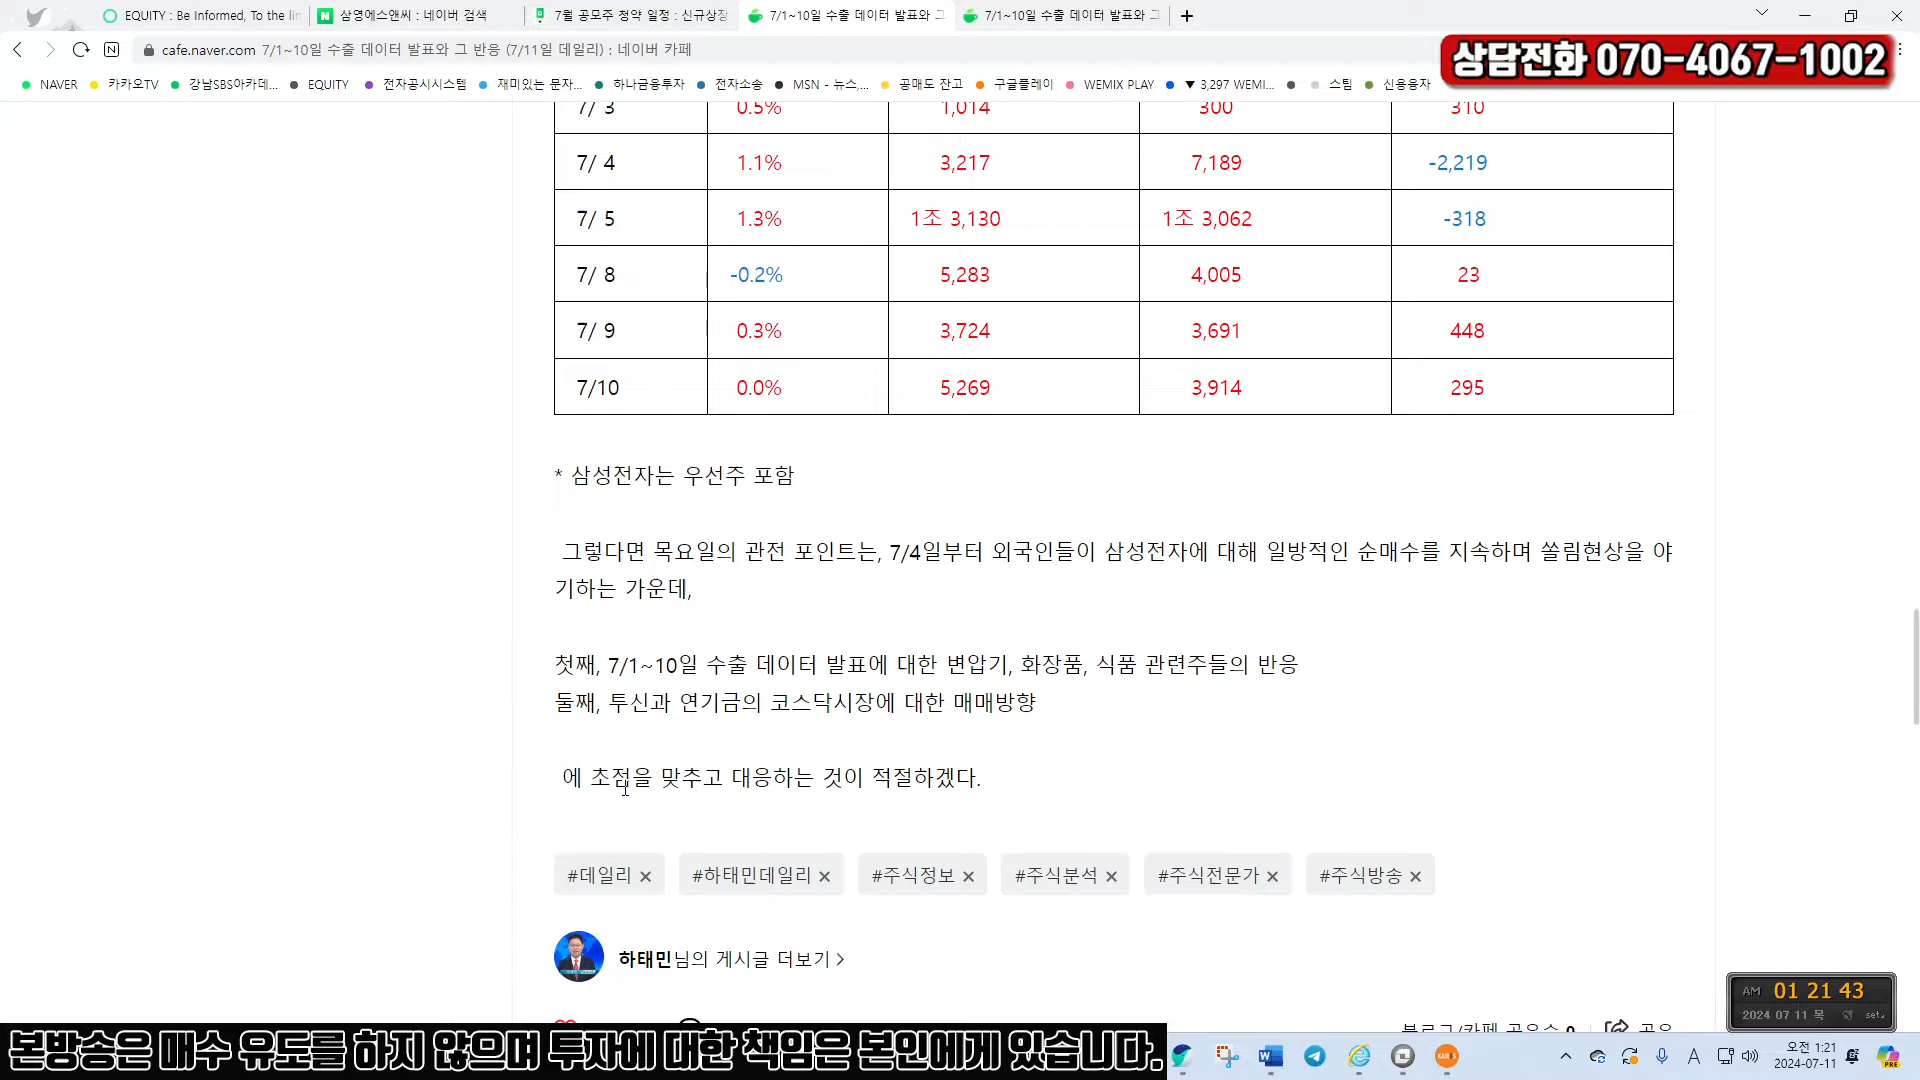 EQUITY : Be Informed, To the lin
삼영에스앤씨 : 네이버 검색
7월 공모주 청약 일정 : 신규상장
7/1~10일 수출 데이터 발표와 그
7/1~10일 수출 데이터 발표와 그
cafe.naver.com 7/1~10일 수출 데이터 발표와 그 반응 (7/11일 데일리) : 네이버 카페
상담전화 070-4067-1002
NAVER 카카오TV 강남SBS아카데... EQUITY 전자공시시스템 재미있는 문자... 하나금융투자 전자소송 MSN - 뉴스,... 공매도 잔고 구글플레이 WEMIX PLAY ▼ 3,297 WEMI... 스팀 신용융자
7/ 3 0.5% 1,014 300 310
7/ 4 1.1% 3,217 7,189 -2,219
7/ 5 1.3% 1조 3,130 1조 3,062 -318
7/ 8 -0.2% 5,283 4,005 23
7/ 9 0.3% 3,724 3,691 448
7/10 0.0% 5,269 3,914 295
* 삼성전자는 우선주 포함
그렇다면 목요일의 관전 포인트는, 7/4일부터 외국인들이 삼성전자에 대해 일방적인 순매수를 지속하며 쏠림현상을 야
기하는 가운데,
첫째, 7/1~10일 수출 데이터 발표에 대한 변압기, 화장품, 식품 관련주들의 반응
둘째, 투신과 연기금의 코스닥시장에 대한 매매방향
에 초점을 맞추고 대응하는 것이 적절하겠다.
#데일리 #하태민데일리 #주식정보 #주식분석 #주식전문가 #주식방송
하태민님의 게시글 더보기
AM 01 21 43
2024 07 11 목 set.
블로그/카페 공유수 0 공유
본방송은 매수 유도를 하지 않으며 투자에 대한 책임은 본인에게 있습니다.
A
오전 1:21
2024-07-11